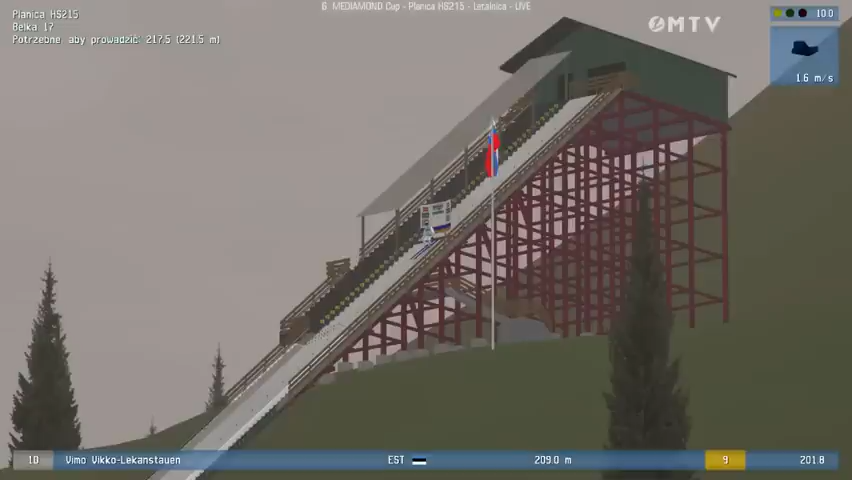 6. MEDIAMOND Cup - Planica HS215 - Letalnica - LIVE
Planica HS215
Belka: 17
Potrzebne, aby prowadzić: 217.5 (221.5 m)
MTV
10.0
1.6 m/s
10 Vimo Vikko-Lekanstauen EST 209.0 m 9 201.8